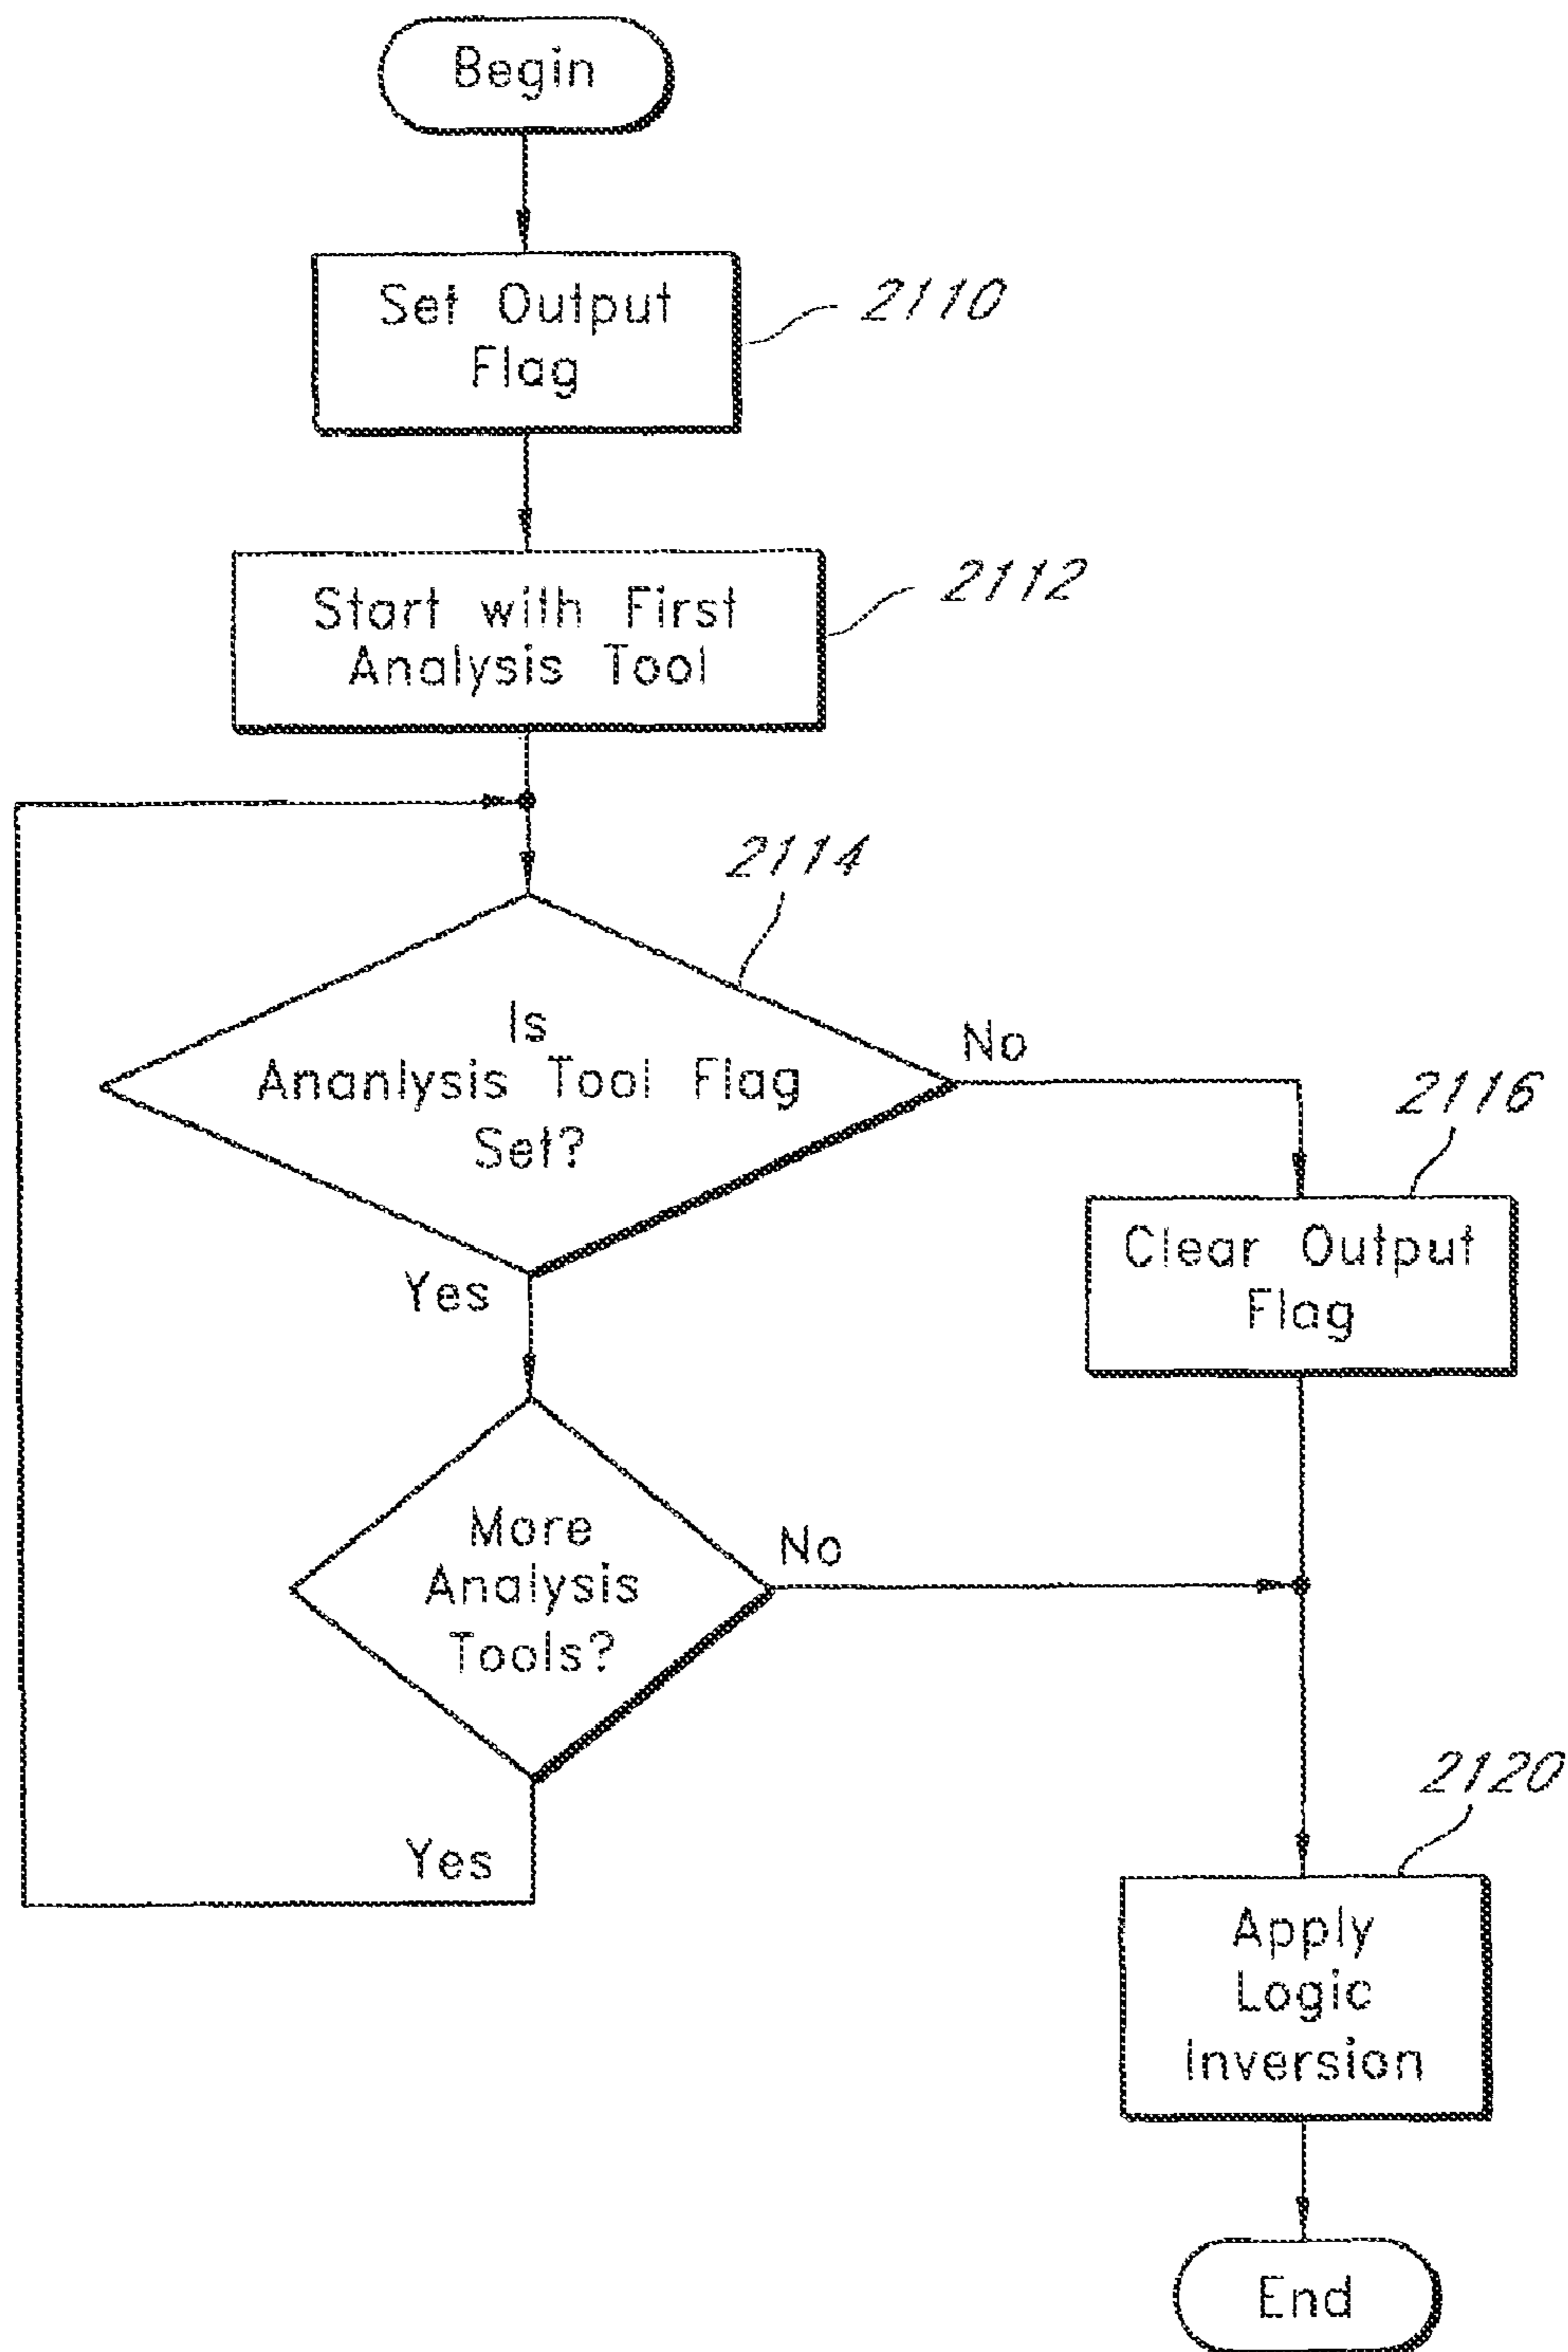 Begin
Set Output
Flag
2110
Start with First
Analysis Tool
2112
2114
Is
Ananlysis Tool Flag
Set?
No
Yes
2116
Clear Output
Flag
More
Analysis
Tools?
No
Yes
2120
Apply
Logic
Inversion
End